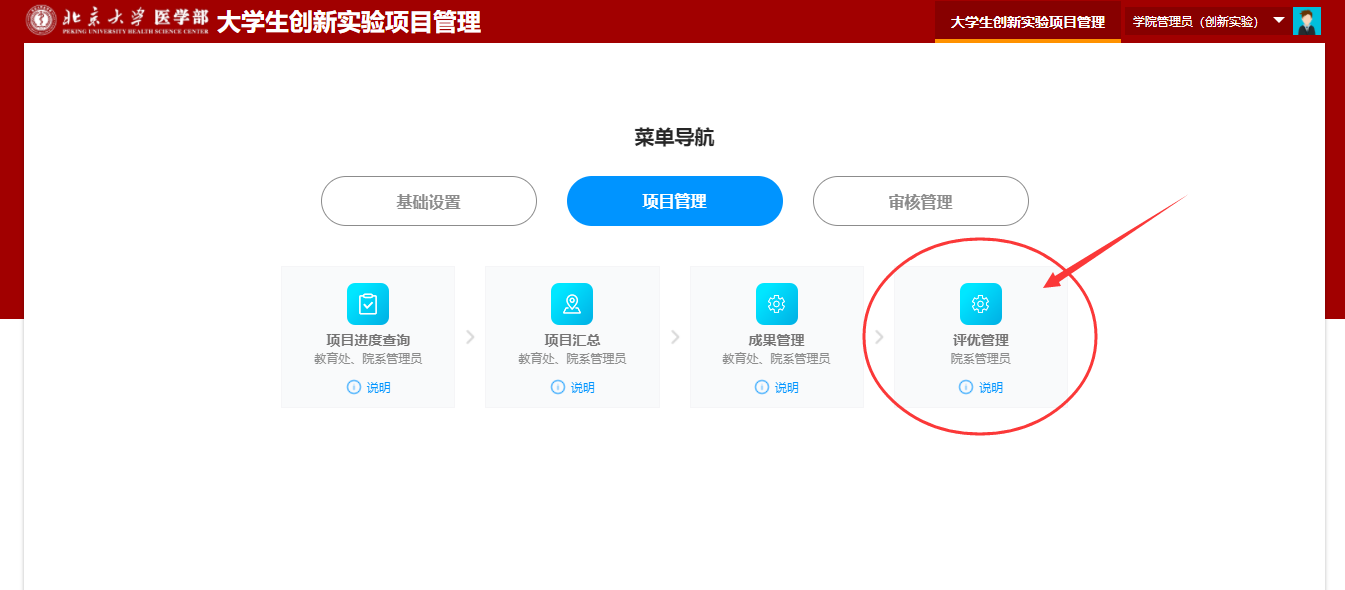 北京大学 医学部 大学生创新实验项目管理
PEKING UNIVERSITY HEALTH SCIENCE CENTER
大学生创新实验项目管理 学院管理员（创新实验）
菜单导航
基础设置 项目管理 审核管理
项目进度查询 项目汇总 成果管理 评优管理
教育处、院系管理员 教育处、院系管理员 教育处、院系管理员 院系管理员
说明 说明 说明 说明